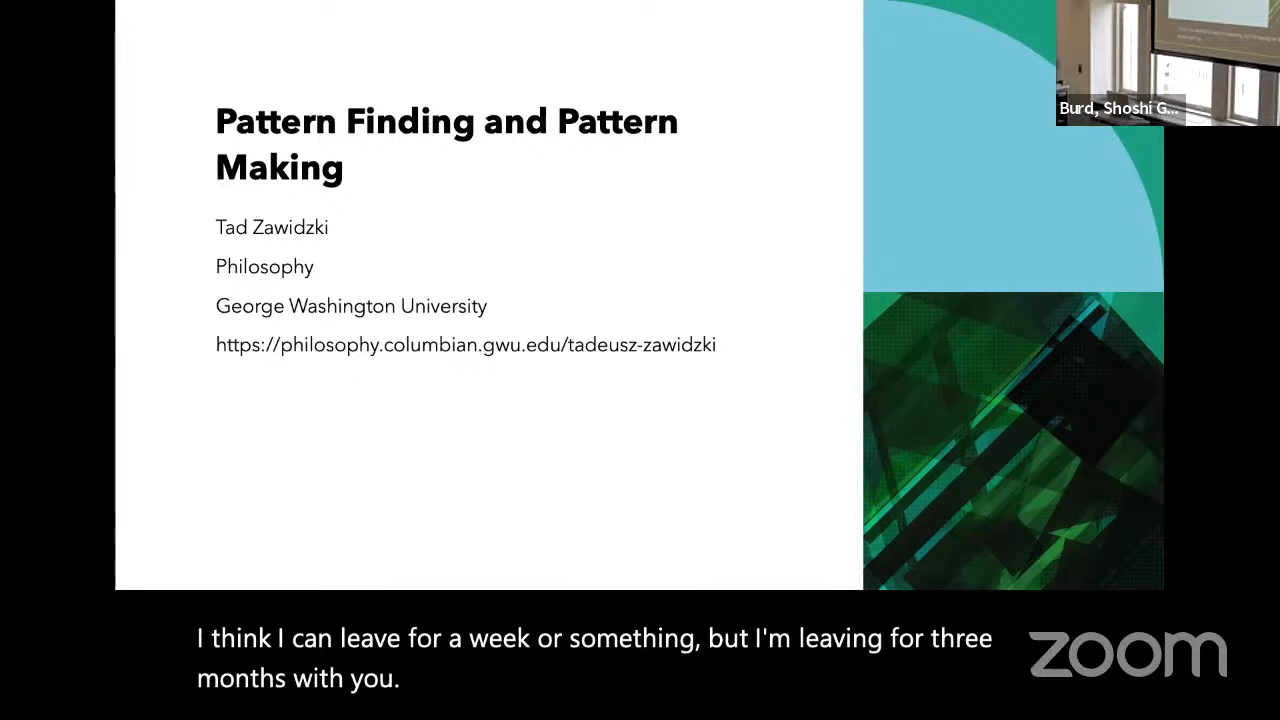 Pattern Finding and Pattern
Making
Tad Zawidzki
Philosophy
George Washington University
https://philosophy.columbian.gwu.edu/tadeusz-zawidzki
Burd, Shoshi G...
I think I can leave for a week or something, but I'm leaving for three
months with you.
zoom